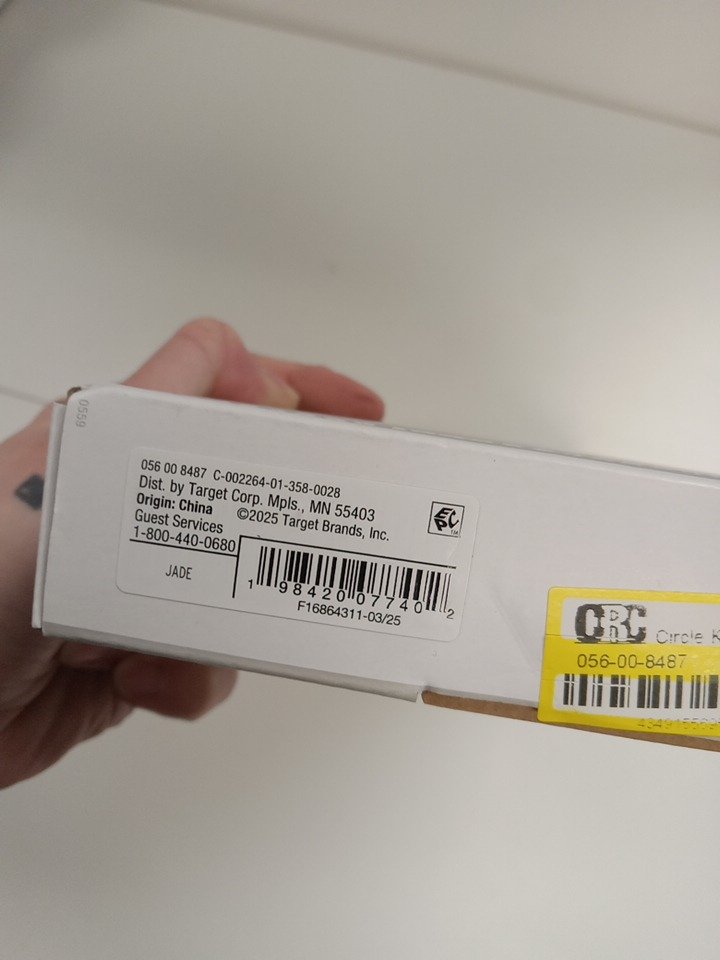 0559
056 00 8487 C-002264-01-358-0028
Dist. by Target Corp. Mpls., MN 55403
Origin: China ©2025 Target Brands, Inc.
Guest Services
1-800-440-0680
EPC TM
JADE
1 98420 07740 2
F16864311-03/25
CRC Circle
056-00-8487